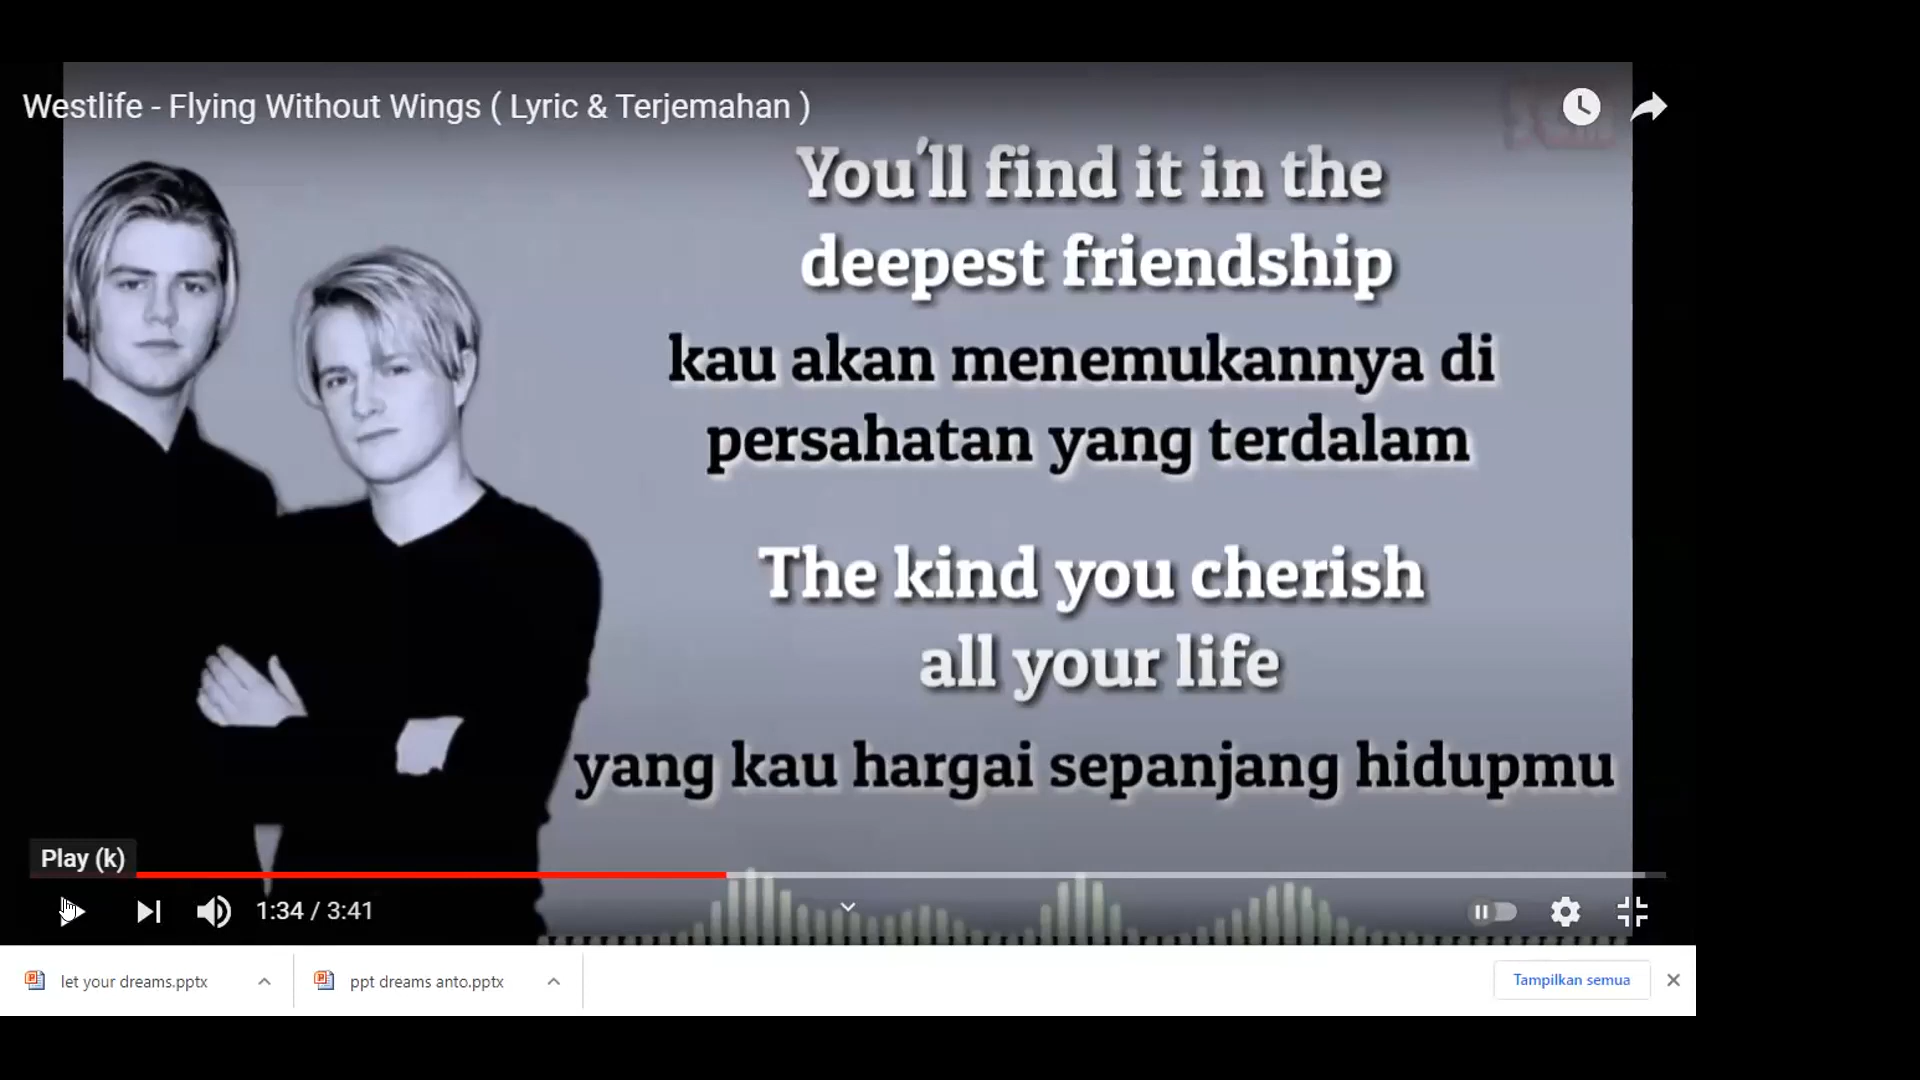 Westlife - Flying Without Wings ( Lyric & Terjemahan )
You'll find it in the
deepest friendship
kau akan menemukannya di
persahatan yang terdalam
The kind you cherish
all your life
yang kau hargai sepanjang hidupmu
Play (k)
1:34 / 3:41
let your dreams.pptx
ppt dreams anto.pptx
Tampilkan semua